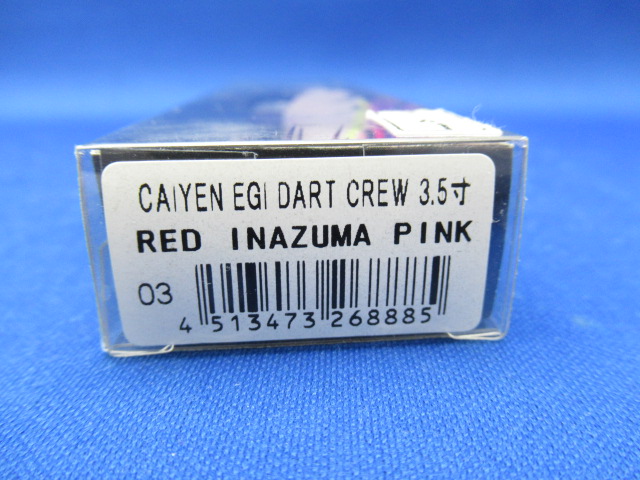 CAIYEN EGI DART CREW 3.5寸
RED INAZUMA PINK
03
4 513473 268885